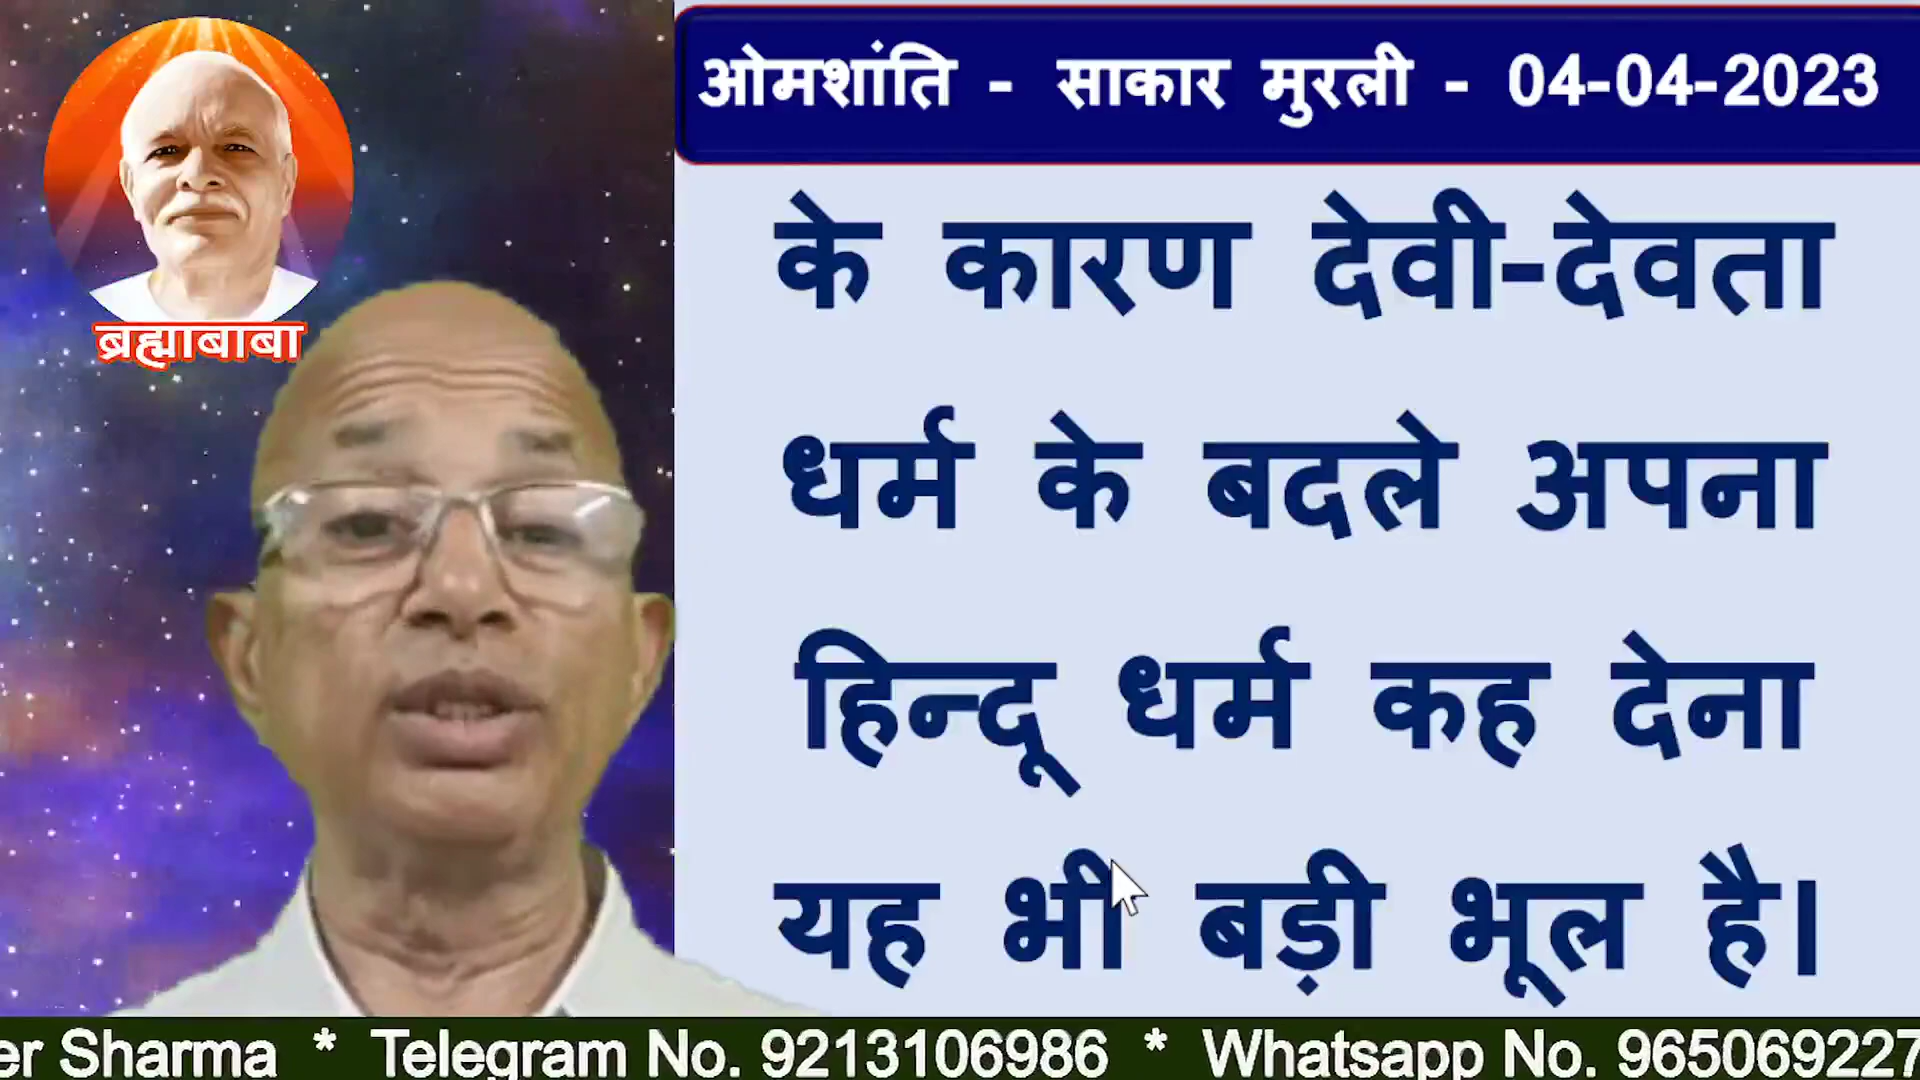 ओमशांति - साकार मुरली - 04-04-2023
ब्रह्माबाबा
के कारण देवी-देवता
धर्म के बदले अपना
हिन्दू धर्म कह देना
यह भी बड़ी भूल है।
er Sharma * Telegram No. 9213106986 * Whatsapp No. 965069227